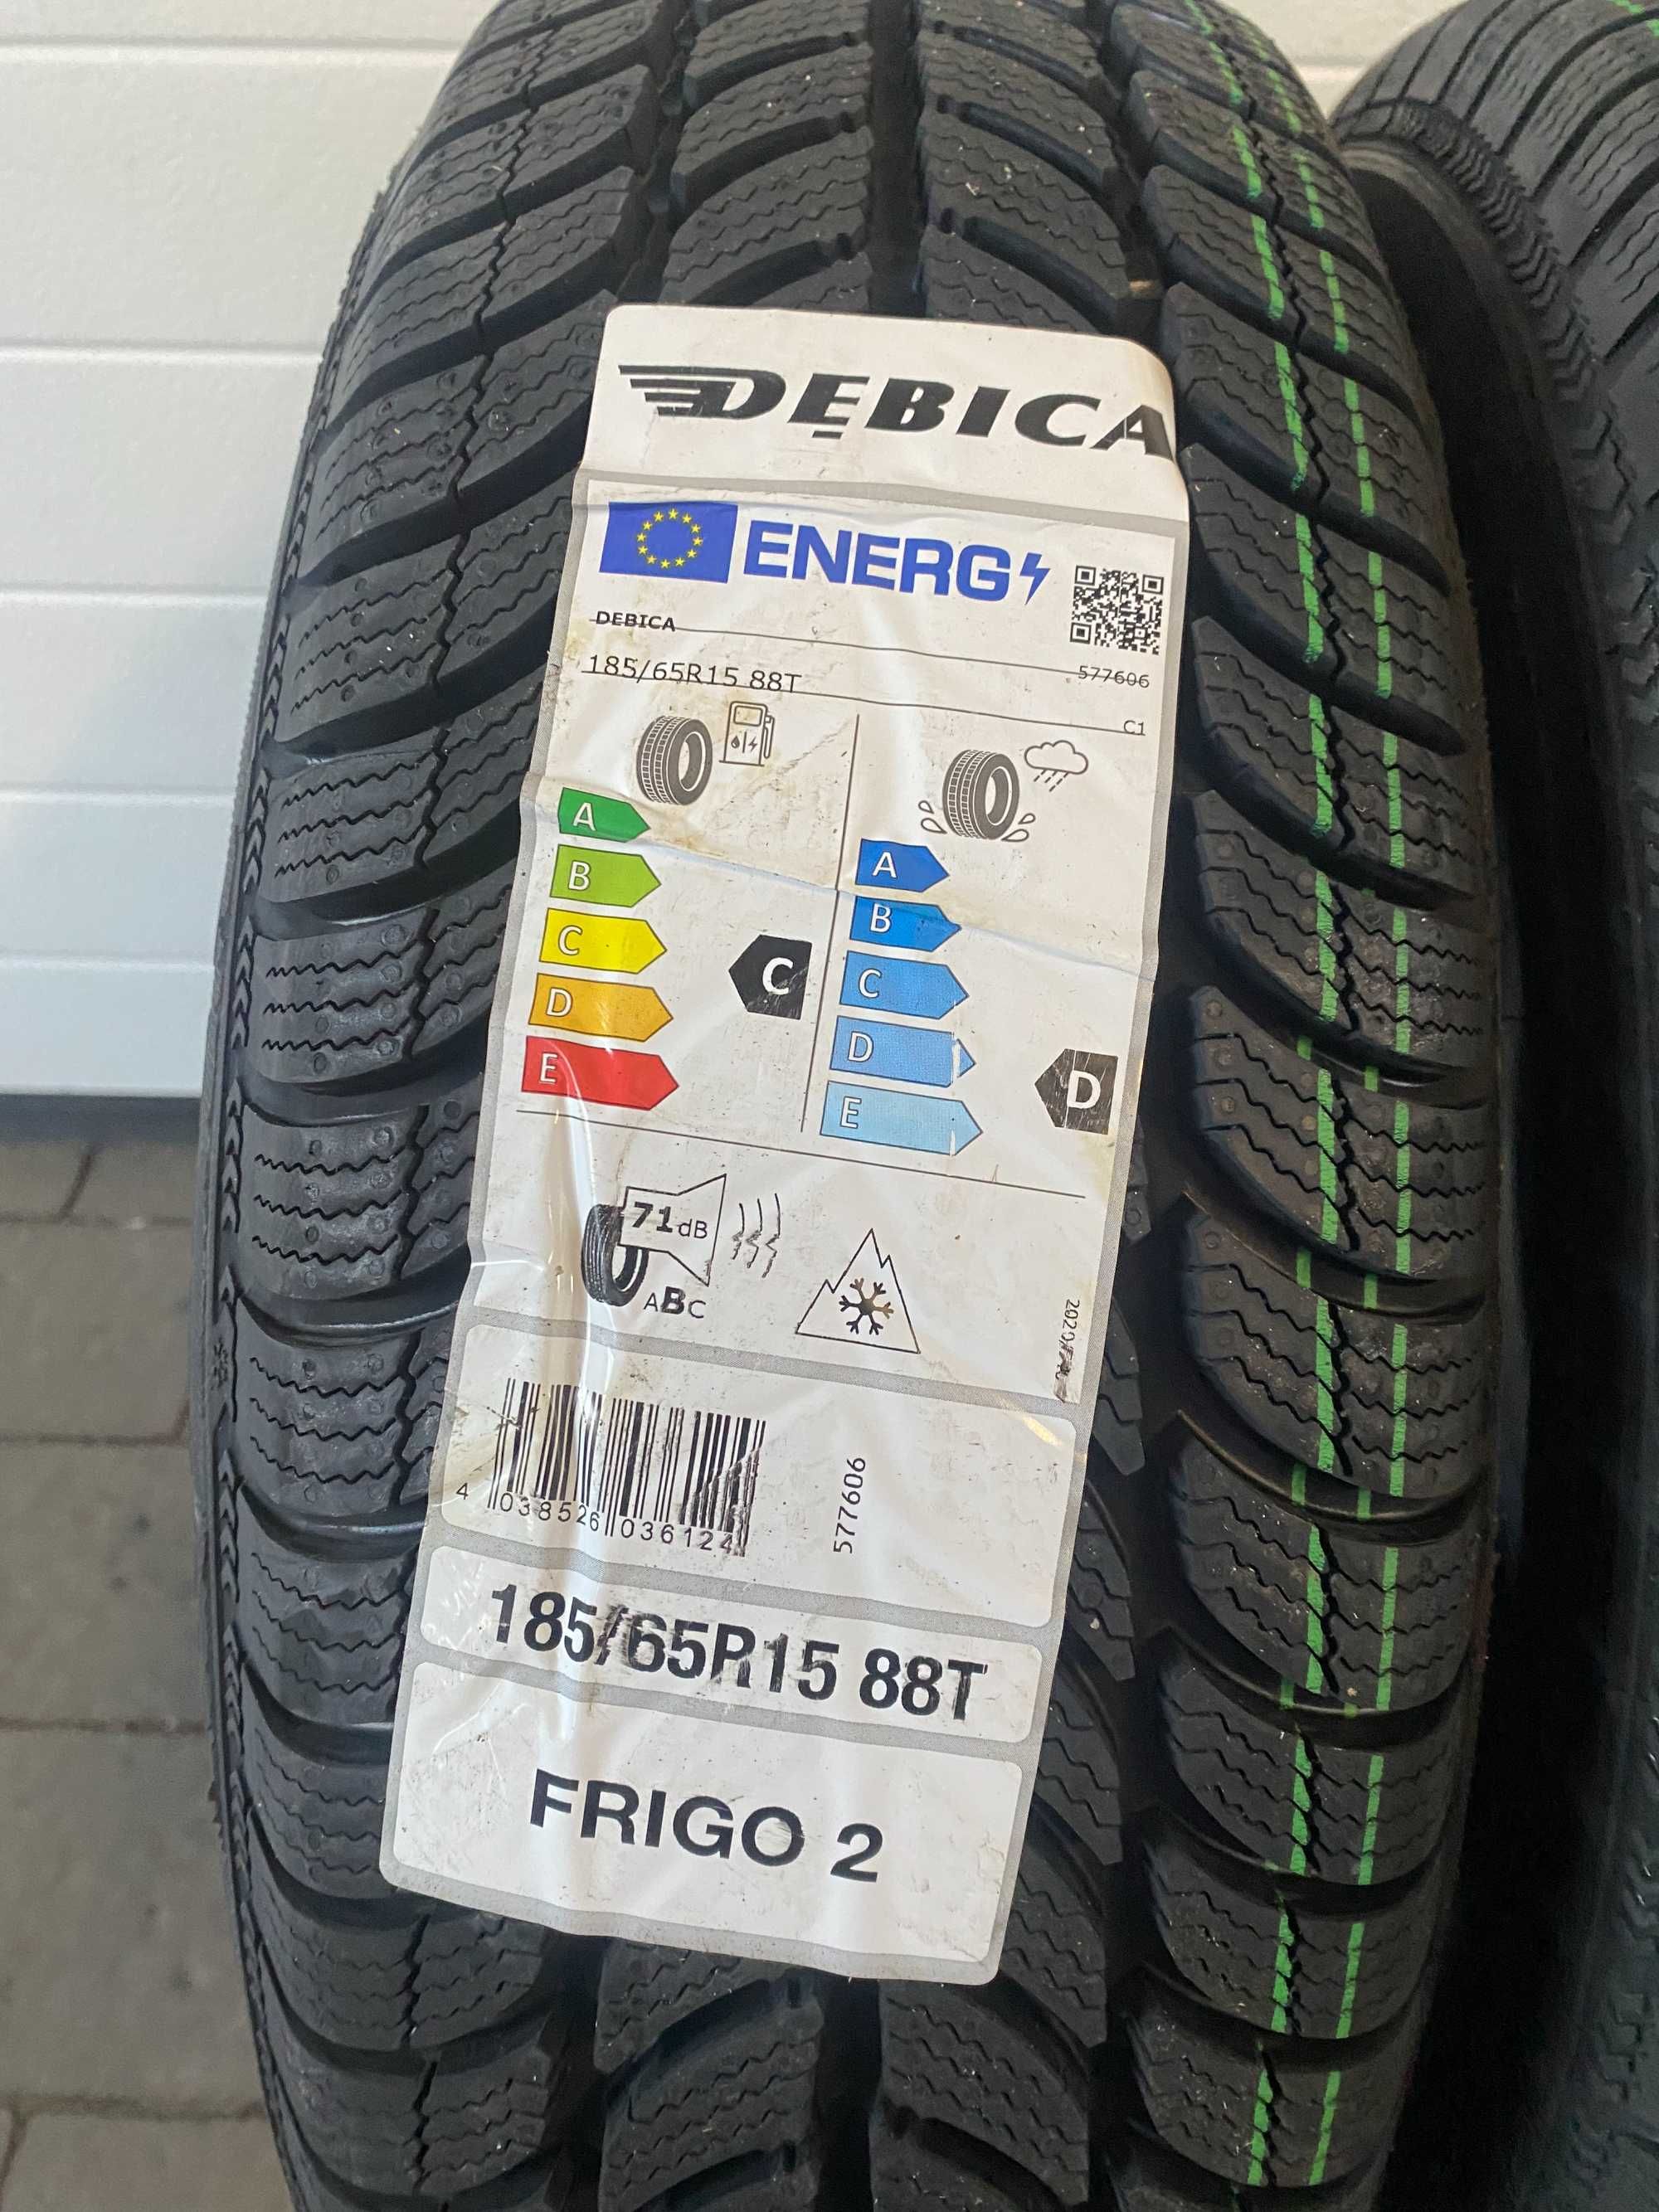 DĘBICA
ENERG
DEBICA
577606
185/65R15 88T
C1
A
B
C
D
E
C
A
B
C
D
E
D
71dB
ABC
4 038526 036124
577606
185/65R15 88T
FRIGO 2